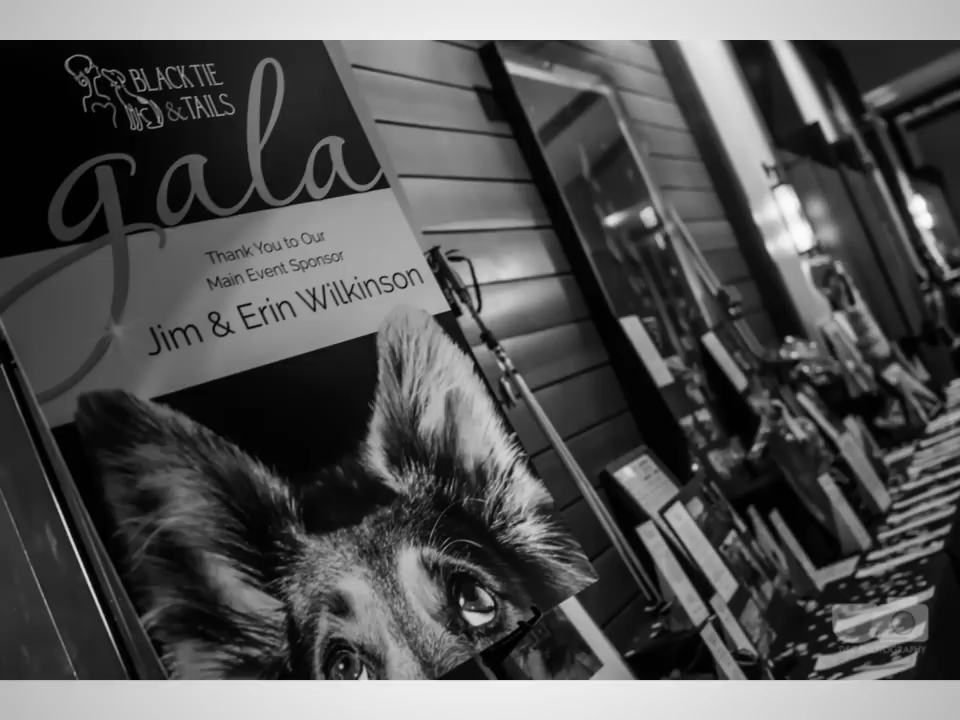 BLACK TIE
& TAILS
gala
Thank You to Our
Main Event Sponsor
Jim & Erin Wilkinson